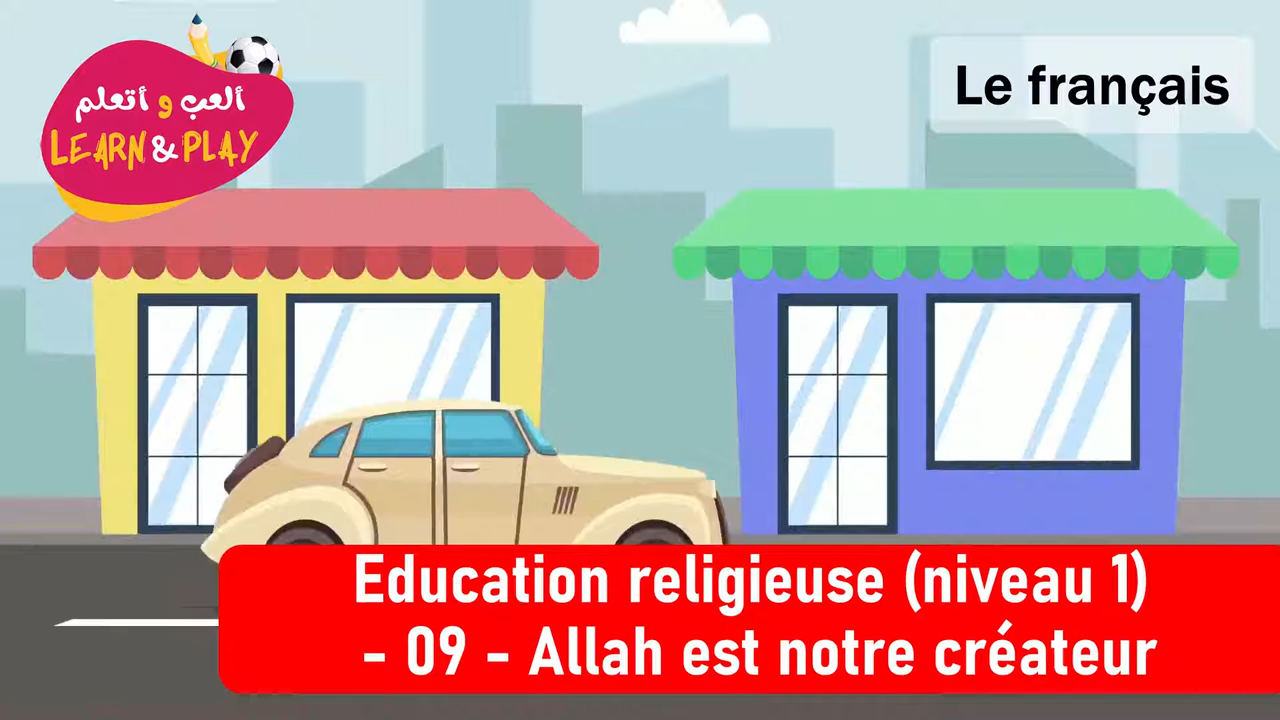 ألعب و أتعلم
LEARN & PLAY
Le français
Education religieuse (niveau 1)
- 09 - Allah est notre créateur